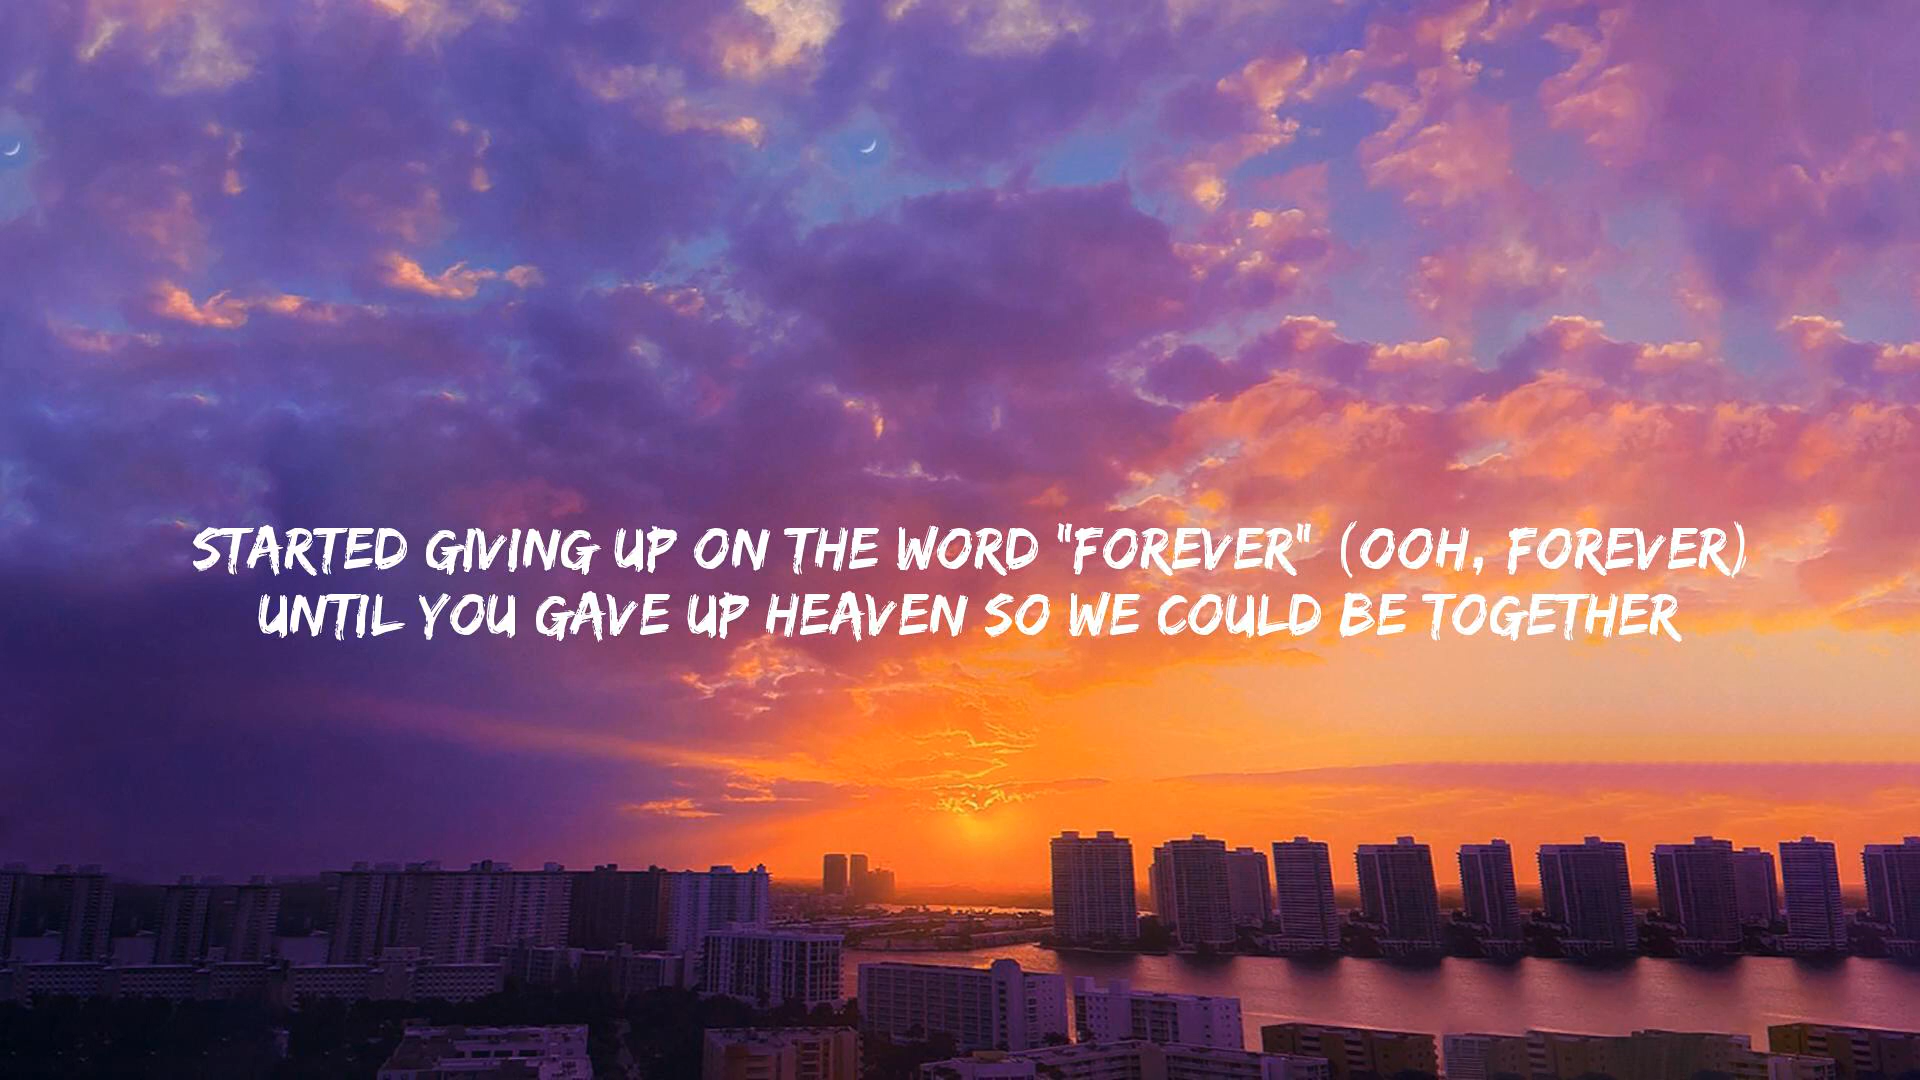 STARTED GIVING UP ON THE WORD "FOREVER" (OOH, FOREVER)
UNTIL YOU GAVE UP HEAVEN SO WE COULD BE TOGETHER